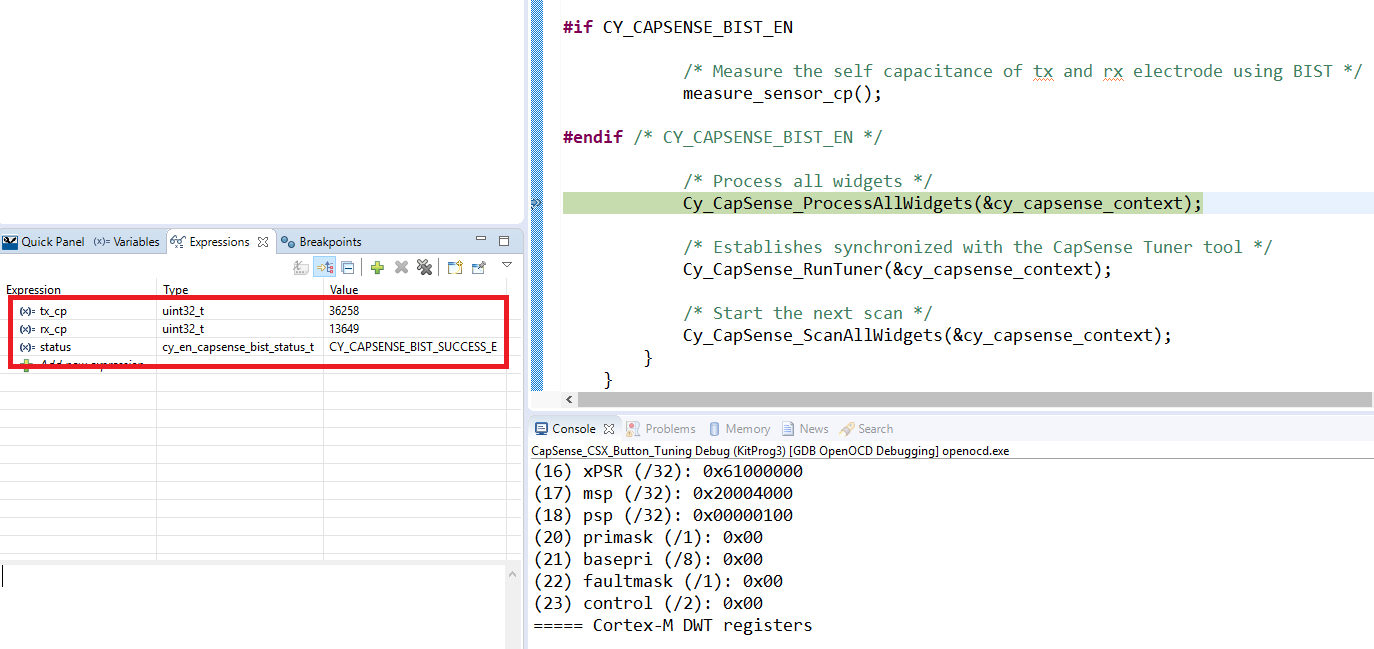 #if CY_CAPSENSE_BIST_EN
/* Measure the self capacitance of tx and rx electrode using BIST */
measure_sensor_cp();
#endif /* CY_CAPSENSE_BIST_EN */
/* Process all widgets */
Cy_CapSense_ProcessAllWidgets(&cy_capsense_context);
/* Establishes synchronized with the CapSense Tuner tool */
Cy_CapSense_RunTuner(&cy_capsense_context);
/* Start the next scan */
Cy_CapSense_ScanAllWidgets(&cy_capsense_context);
}
}
Quick Panel (x)= Variables Expressions Breakpoints
Expression Type Value
(x)= tx_cp uint32_t 36258
(x)= rx_cp uint32_t 13649
(x)= status cy_en_capsense_bist_status_t CY_CAPSENSE_BIST_SUCCESS_E
Add new expression
Console Problems Memory News Search
CapSense_CSX_Button_Tuning Debug (KitProg3) [GDB OpenOCD Debugging] openocd.exe
(16) xPSR (/32): 0x61000000
(17) msp (/32): 0x20004000
(18) psp (/32): 0x00000100
(20) primask (/1): 0x00
(21) basepri (/8): 0x00
(22) faultmask (/1): 0x00
(23) control (/2): 0x00
===== Cortex-M DWT registers